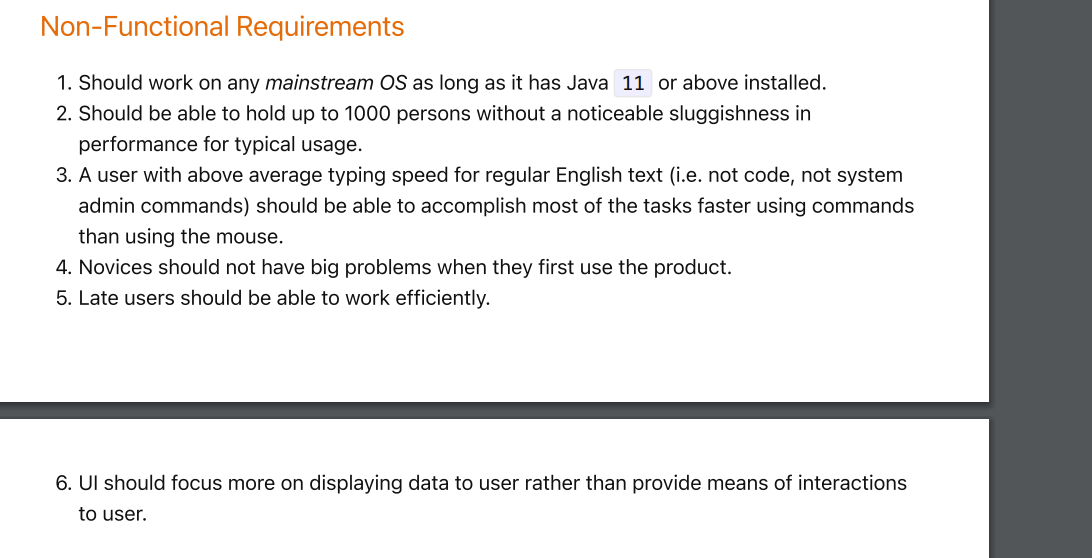 Non-Functional Requirements
1. Should work on any mainstream OS as long as it has Java 11 or above installed.
2. Should be able to hold up to 1000 persons without a noticeable sluggishness in
performance for typical usage.
3. A user with above average typing speed for regular English text (i.e. not code, not system
admin commands) should be able to accomplish most of the tasks faster using commands
than using the mouse.
4. Novices should not have big problems when they first use the product.
5. Late users should be able to work efficiently.
6. UI should focus more on displaying data to user rather than provide means of interactions
to user.